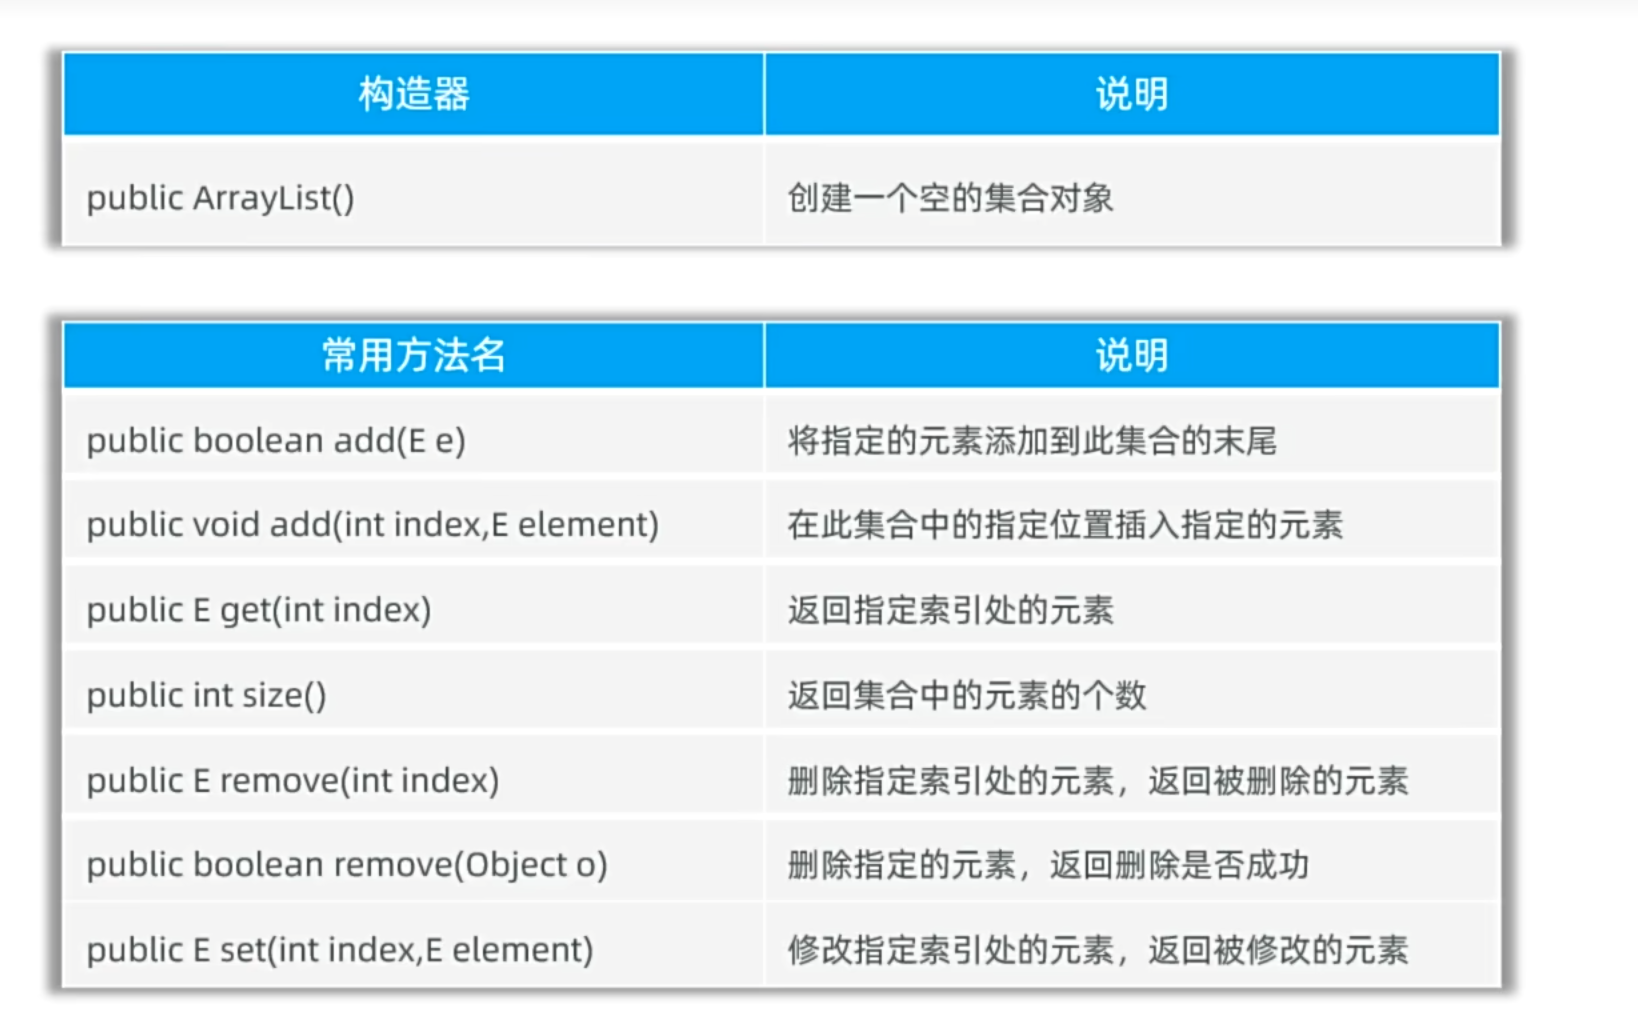 构造器 说明
public ArrayList() 创建一个空的集合对象
常用方法名 说明
public boolean add(E e) 将指定的元素添加到此集合的末尾
public void add(int index,E element) 在此集合中的指定位置插入指定的元素
public E get(int index) 返回指定索引处的元素
public int size() 返回集合中的元素的个数
public E remove(int index) 删除指定索引处的元素，返回被删除的元素
public boolean remove(Object o) 删除指定的元素，返回删除是否成功
public E set(int index,E element) 修改指定索引处的元素，返回被修改的元素